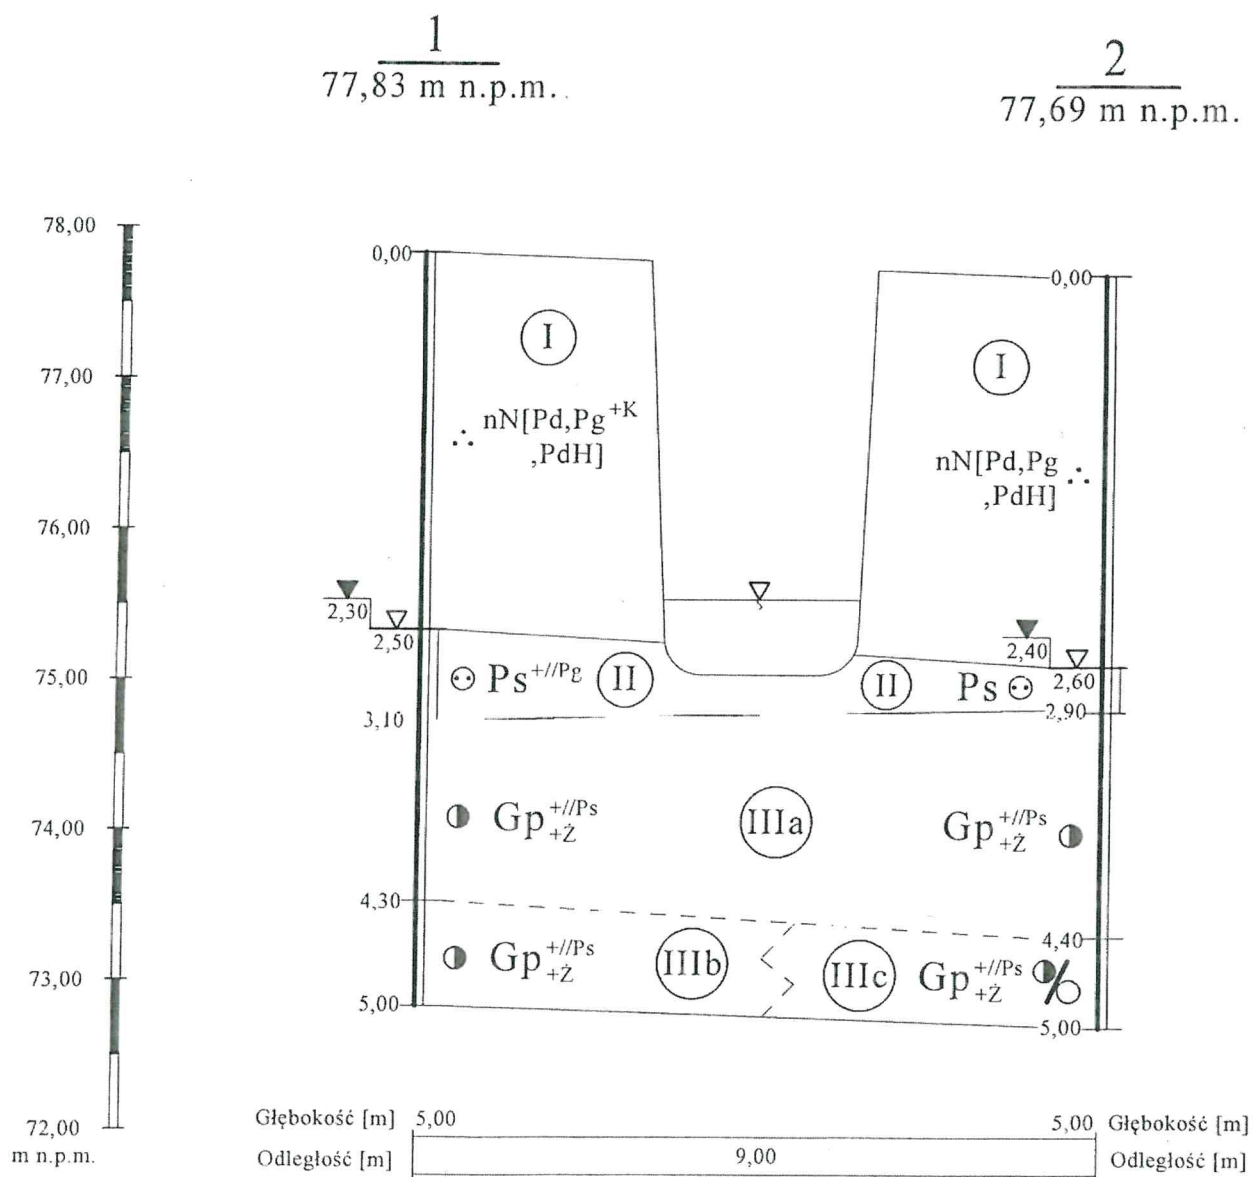 1
77,83 m n.p.m.
2
77,69 m n.p.m.
78,00
77,00
76,00
75,00
74,00
73,00
72,00
m n.p.m.
0,00
0,00
I
I
nN[Pd,Pg+K
,PdH]
nN[Pd,Pg
,PdH]
2,30
2,50
2,40
2,60
Ps+//Pg II
II Ps
3,10
2,90
Gp+//Ps
+Ż
IIIa
Gp+//Ps
+Ż
4.30
4,40
Gp+//Ps
+Ż
IIIb
IIIc
Gp+//Ps
+Ż
5,00
5,00
Głębokość [m] 5,00 5,00 Głębokość [m]
Odległość [m] 9,00 Odległość [m]